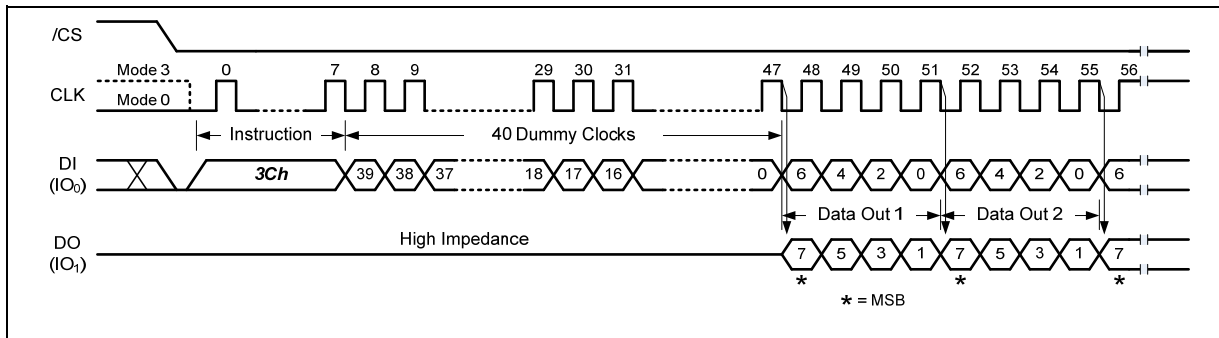 /CS
Mode 3 0 7 8 9 29 30 31 47 48 49 50 51 52 53 54 55 56
CLK
Mode 0
Instruction 40 Dummy Clocks
DI
(IO0)
3Ch 39 38 37 18 17 16 0 6 4 2 0 6 4 2 0 6
Data Out 1 Data Out 2
High Impedance
DO
(IO1)
7 5 3 1 7 5 3 1 7
* * *
* = MSB